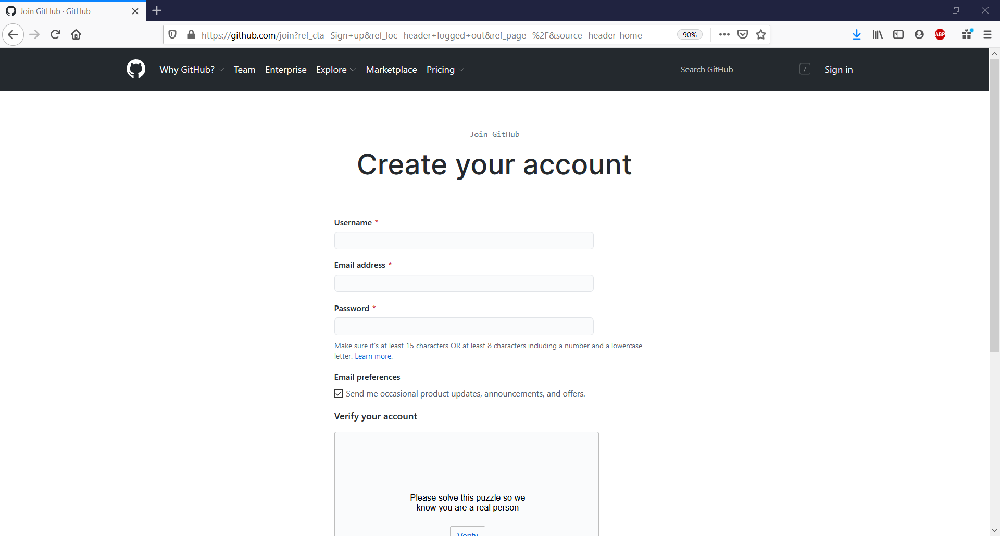 Join GitHub · GitHub
https://github.com/join?ref_cta=Sign+up&ref_loc=header+logged+out&ref_page=%2F&source=header-home
90%
ABP
Why GitHub? Team Enterprise Explore Marketplace Pricing Search GitHub / Sign in
Join GitHub
Create your account
Username *
Email address *
Password *
Make sure it's at least 15 characters OR at least 8 characters including a number and a lowercase
letter. Learn more.
Email preferences
Send me occasional product updates, announcements, and offers.
Verify your account
Please solve this puzzle so we
know you are a real person
Verify